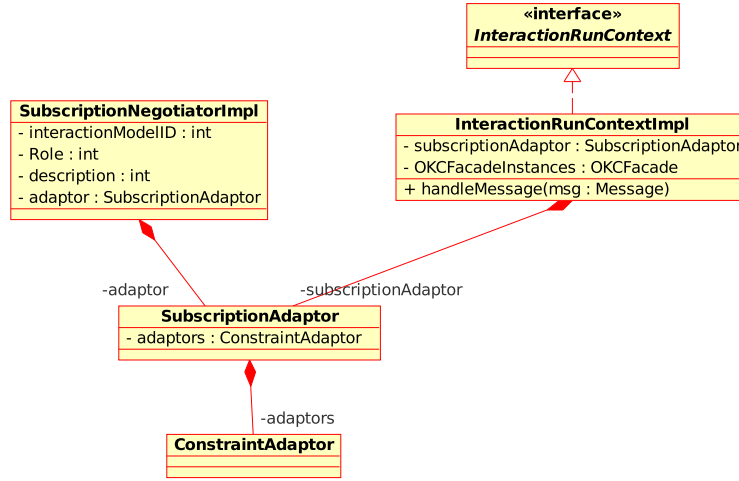 «interface»
InteractionRunContext
SubscriptionNegotiatorImpl
- interactionModelID : int
- Role : int
- description : int
- adaptor : SubscriptionAdaptor
InteractionRunContextImpl
- subscriptionAdaptor : SubscriptionAdaptor
- OKCFacadeInstances : OKCFacade
+ handleMessage(msg : Message)
-adaptor
-subscriptionAdaptor
SubscriptionAdaptor
- adaptors : ConstraintAdaptor
-adaptors
ConstraintAdaptor